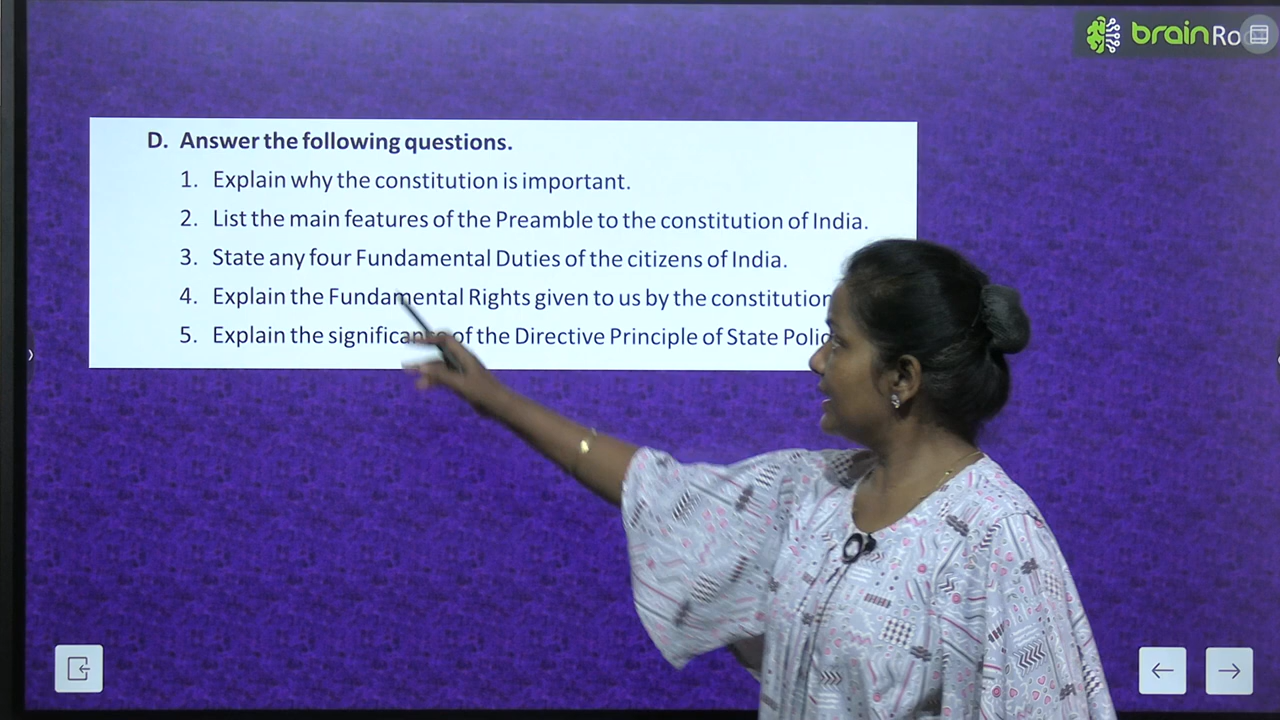 brainRo
D. Answer the following questions.
1. Explain why the constitution is important.
2. List the main features of the Preamble to the constitution of India.
3. State any four Fundamental Duties of the citizens of India.
4. Explain the Fundamental Rights given to us by the constitution
5. Explain the significance of the Directive Principle of State Polic